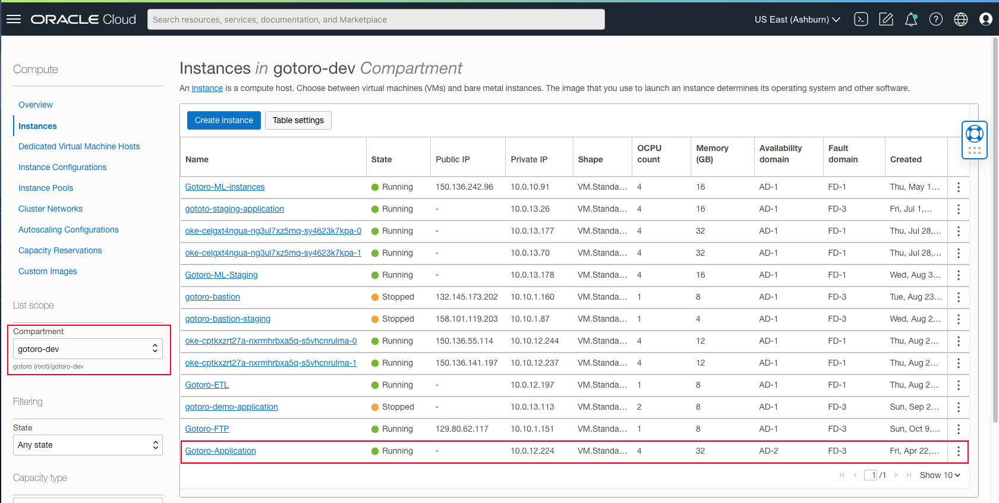 ORACLE Cloud
Search resources, services, documentation, and Marketplace
US East (Ashburn)
Compute
Overview
Instances
Dedicated Virtual Machine Hosts
Instance Configurations
Instance Pools
Cluster Networks
Autoscaling Configurations
Capacity Reservations
Custom Images
List scope
Compartment
gotoro-dev
gotoro (root)/gotoro-dev
Filtering
State
Any state
Capacity type
Instances in gotoro-dev Compartment
An instance is a compute host. Choose between virtual machines (VMs) and bare metal instances. The image that you use to launch an instance determines its operating system and other software.
Create instance Table settings
Name State Public IP Private IP Shape OCPU count Memory (GB) Availability domain Fault domain Created
Gotoro-ML-instances Running 150.136.242.96 10.0.10.91 VM.Standa... 4 16 AD-1 FD-1 Thu, May 1...
gototo-staging-application Running - 10.0.13.26 VM.Standa... 4 16 AD-1 FD-3 Fri, Jul 1,...
oke-celgxt4ngua-ng3ul7xz5mq-sy4623k7kpa-0 Running - 10.0.13.177 VM.Standa... 4 32 AD-1 FD-1 Thu, Jul 28,...
oke-celgxt4ngua-ng3ul7xz5mq-sy4623k7kpa-1 Running - 10.0.13.70 VM.Standa... 4 32 AD-1 FD-1 Thu, Jul 28,...
Gotoro-ML-Staging Running - 10.0.13.178 VM.Standa... 4 16 AD-1 FD-1 Wed, Aug 3...
gotoro-bastion Stopped 132.145.173.202 10.10.1.160 VM.Standa... 1 8 AD-1 FD-3 Tue, Aug 23...
gotoro-bastion-staging Stopped 158.101.119.203 10.10.1.87 VM.Standa... 1 4 AD-1 FD-3 Wed, Aug 2...
oke-cptkxzrt27a-nxrmhrbxa5q-s5vhcnrulma-0 Running 150.136.55.114 10.10.12.244 VM.Standa... 4 12 AD-1 FD-1 Thu, Aug 2...
oke-cptkxzrt27a-nxrmhrbxa5q-s5vhcnrulma-1 Running 150.136.141.197 10.10.12.237 VM.Standa... 4 12 AD-1 FD-1 Thu, Aug 2...
Gotoro-ETL Running - 10.0.12.197 VM.Standa... 1 8 AD-1 FD-1 Thu, Aug 2...
gotoro-demo-application Stopped - 10.0.13.113 VM.Standa... 2 8 AD-1 FD-3 Sun, Sep 2...
Gotoro-FTP Running 129.80.62.117 10.10.1.151 VM.Standa... 1 8 AD-1 FD-3 Sun, Oct 9,...
Gotoro-Application Running - 10.0.12.224 VM.Standa... 4 32 AD-2 FD-3 Fri, Apr 22,...
1 /1 Show 10